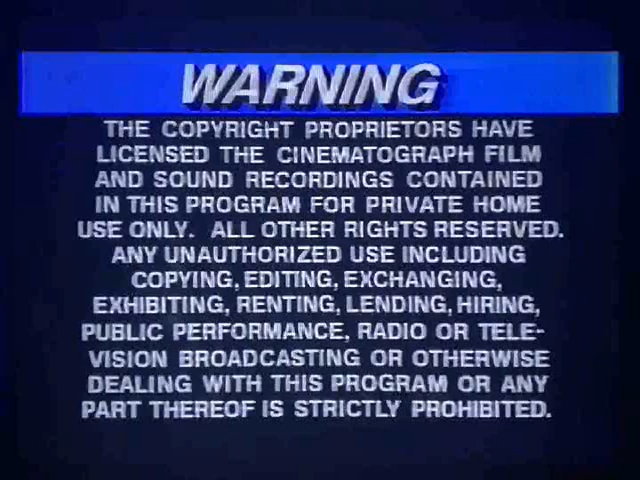 WARNING
THE COPYRIGHT PROPRIETORS HAVE
LICENSED THE CINEMATOGRAPH FILM
AND SOUND RECORDINGS CONTAINED
IN THIS PROGRAM FOR PRIVATE HOME
USE ONLY. ALL OTHER RIGHTS RESERVED.
ANY UNAUTHORIZED USE INCLUDING
COPYING, EDITING, EXCHANGING,
EXHIBITING, RENTING, LENDING, HIRING,
PUBLIC PERFORMANCE, RADIO OR TELE-
VISION BROADCASTING OR OTHERWISE
DEALING WITH THIS PROGRAM OR ANY
PART THEREOF IS STRICTLY PROHIBITED.